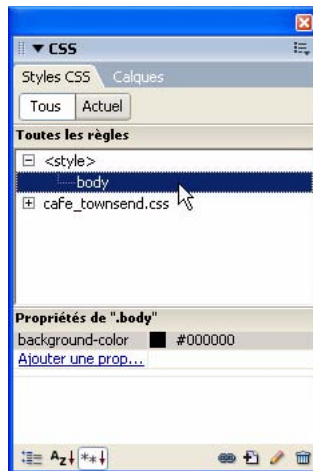 CSS
Styles CSS Calques
Tous Actuel
Toutes les règles
<style>
body
cafe_townsend.css
Propriétés de ".body"
background-color #000000
Ajouter une prop...
AZ↓ **↓